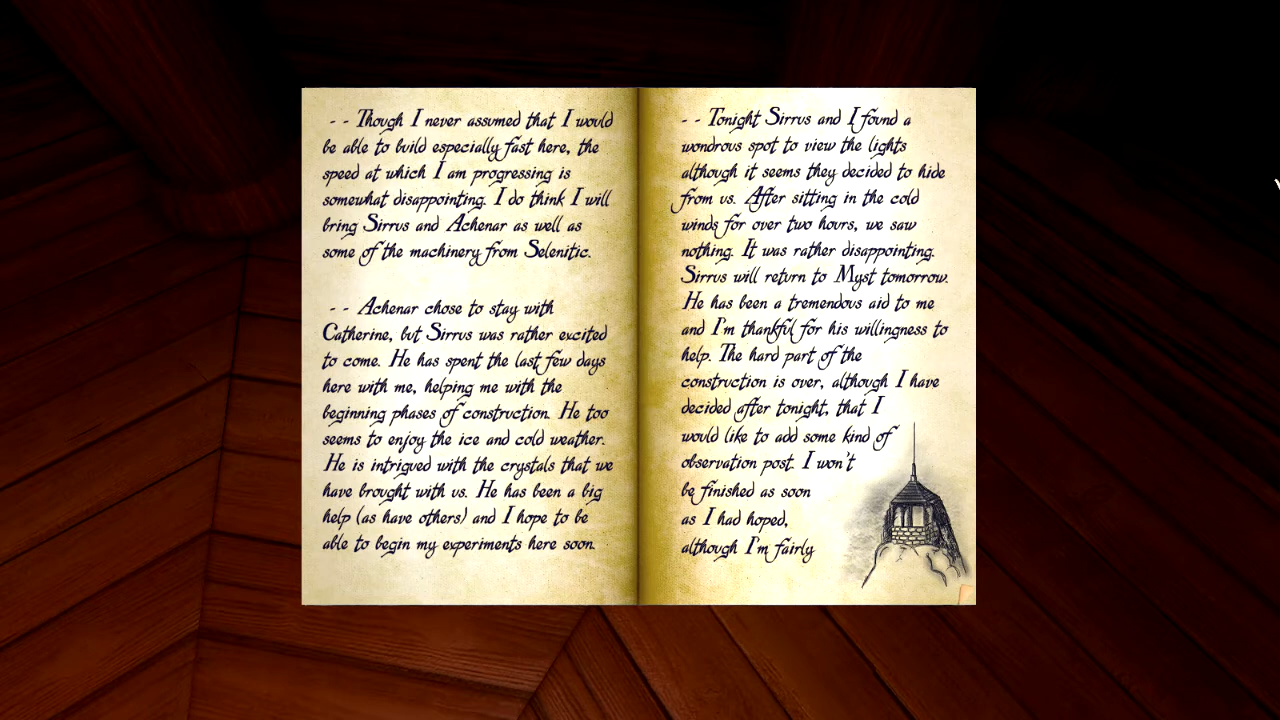 - - Though I never assumed that I would
be able to build especially fast here, the
speed at which I am progressing is
somewhat disappointing. I do think I will
bring Sirrus and Achenar as well as
some of the machinery from Selenitic.
- - Achenar chose to stay with
Catherine, but Sirrus was rather excited
to come. He has spent the last few days
here with me, helping me with the
beginning phases of construction. He too
seems to enjoy the ice and cold weather.
He is intrigued with the crystals that we
have brought with us. He has been a big
help (as have others) and I hope to be
able to begin my experiments here soon.
- - Tonight Sirrus and I found a
wondrous spot to view the lights
although it seems they decided to hide
from us. After sitting in the cold
winds for over two hours, we saw
nothing. It was rather disappointing.
Sirrus will return to Myst tomorrow.
He has been a tremendous aid to me
and I'm thankful for his willingness to
help. The hard part of the
construction is over, although I have
decided after tonight, that I
would like to add some kind of
observation post. I won't
be finished as soon
as I had hoped,
although I'm fairly